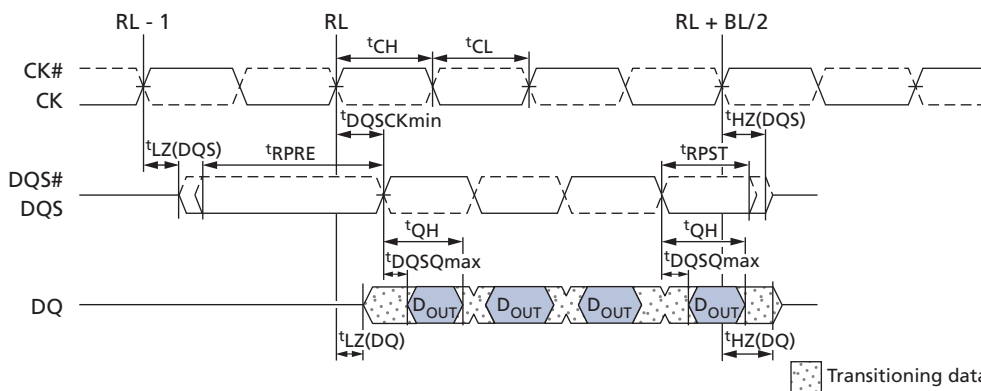 RL - 1 RL RL + BL/2
tCH tCL
CK#
CK
tDQSCKmin tHZ(DQS)
tLZ(DQS) tRPRE tRPST
DQS#
DQS
tQH tQH
tDQSQmax tDQSQmax
DQ DOUT DOUT DOUT DOUT
tLZ(DQ) tHZ(DQ)
Transitioning data